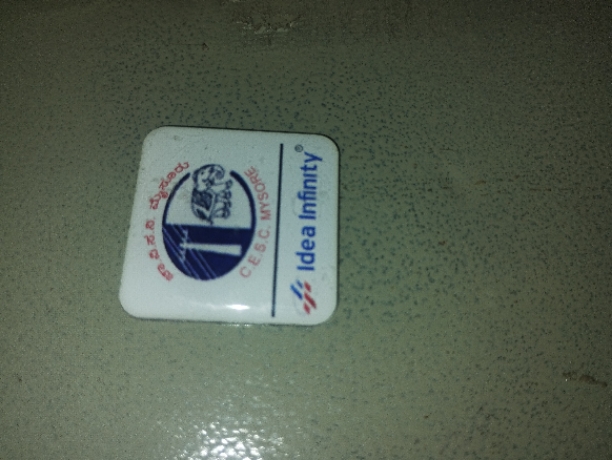 ಚಾ.ವಿ.ಸ.ನಿ. ಮೈಸೂರು
C.E.S.C. MYSORE
Idea Infinity®